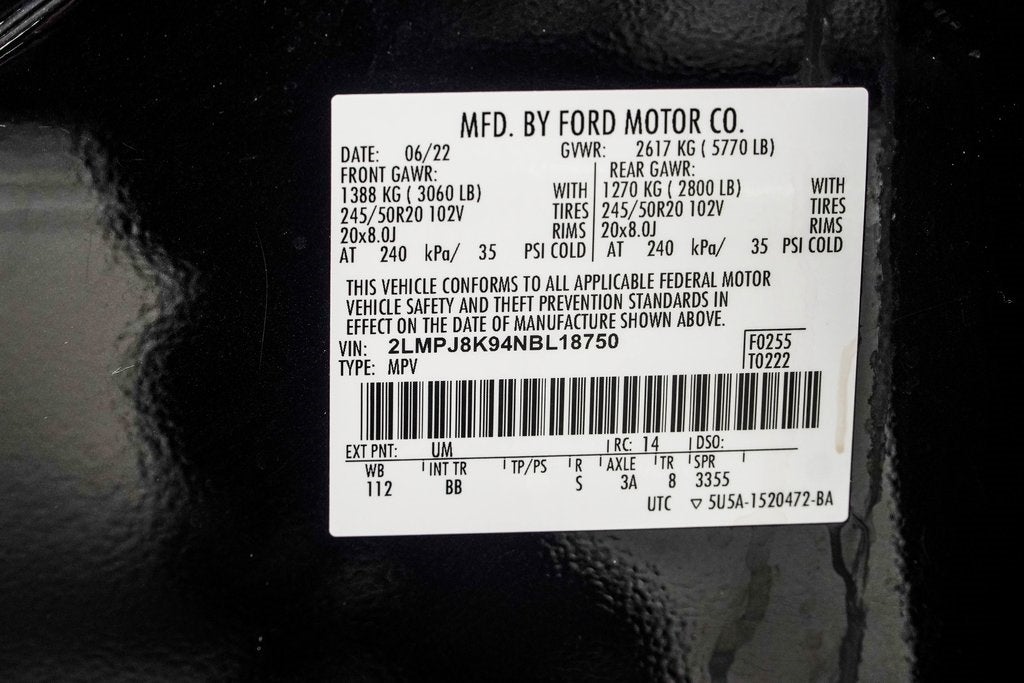 MFD. BY FORD MOTOR CO.
DATE: 06/22 GVWR: 2617 KG ( 5770 LB)
FRONT GAWR: REAR GAWR:
1388 KG ( 3060 LB) WITH 1270 KG ( 2800 LB) WITH
245/50R20 102V TIRES 245/50R20 102V TIRES
20x8.0J RIMS 20x8.0J RIMS
AT 240 kPa/ 35 PSI COLD AT 240 kPa/ 35 PSI COLD
THIS VEHICLE CONFORMS TO ALL APPLICABLE FEDERAL MOTOR
VEHICLE SAFETY AND THEFT PREVENTION STANDARDS IN
EFFECT ON THE DATE OF MANUFACTURE SHOWN ABOVE.
VIN: 2LMPJ8K94NBL18750 F0255
TYPE: MPV T0222
EXT PNT: UM RC: 14 DSO:
WB INT TR TP/PS R AXLE TR SPR
112 BB S 3A 8 3355
UTC ▽ 5U5A-1520472-BA